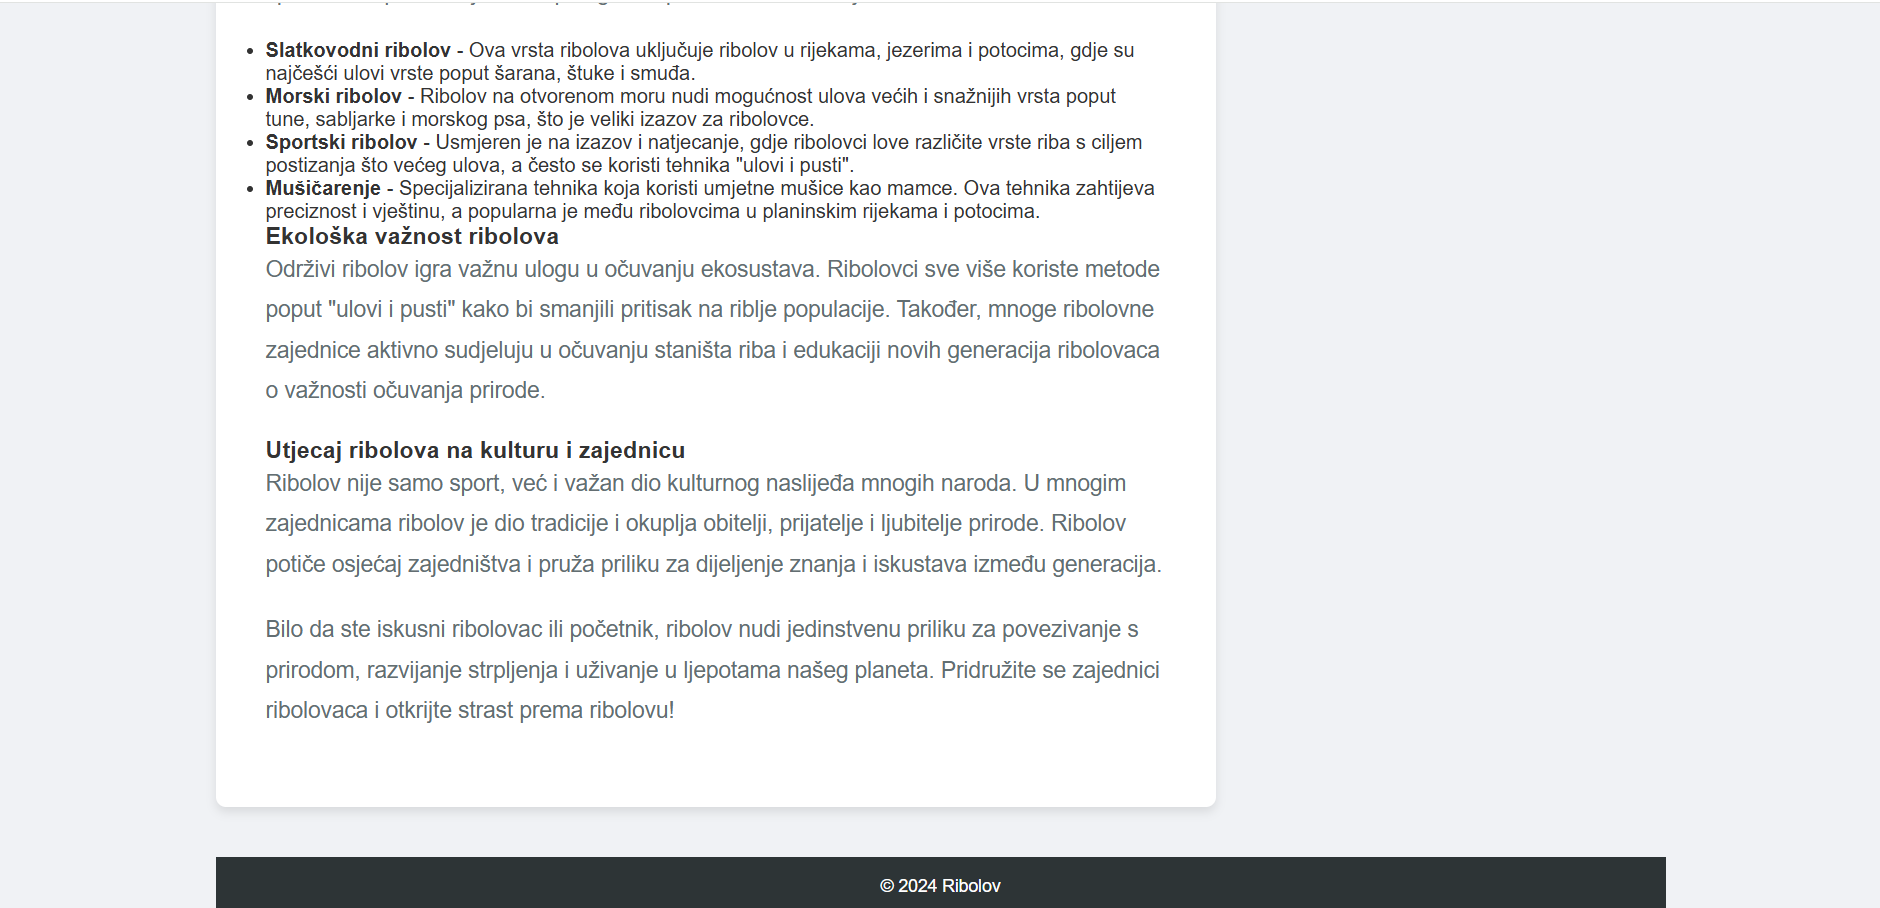 Slatkovodni ribolov - Ova vrsta ribolova uključuje ribolov u rijekama, jezerima i potocima, gdje su
najčešći ulovi vrste poput šarana, štuke i smuđa.
Morski ribolov - Ribolov na otvorenom moru nudi mogućnost ulova većih i snažnijih vrsta poput
tune, sabljarke i morskog psa, što je veliki izazov za ribolovce.
Sportski ribolov - Usmjeren je na izazov i natjecanje, gdje ribolovci love različite vrste riba s ciljem
postizanja što većeg ulova, a često se koristi tehnika "ulovi i pusti".
Mušičarenje - Specijalizirana tehnika koja koristi umjetne mušice kao mamce. Ova tehnika zahtijeva
preciznost i vještinu, a popularna je među ribolovcima u planinskim rijekama i potocima.
Ekološka važnost ribolova
Održivi ribolov igra važnu ulogu u očuvanju ekosustava. Ribolovci sve više koriste metode
poput "ulovi i pusti" kako bi smanjili pritisak na riblje populacije. Također, mnoge ribolovne
zajednice aktivno sudjeluju u očuvanju staništa riba i edukaciji novih generacija ribolovaca
o važnosti očuvanja prirode.
Utjecaj ribolova na kulturu i zajednicu
Ribolov nije samo sport, već i važan dio kulturnog naslijeđa mnogih naroda. U mnogim
zajednicama ribolov je dio tradicije i okuplja obitelji, prijatelje i ljubitelje prirode. Ribolov
potiče osjećaj zajedništva i pruža priliku za dijeljenje znanja i iskustava između generacija.
Bilo da ste iskusni ribolovac ili početnik, ribolov nudi jedinstvenu priliku za povezivanje s
prirodom, razvijanje strpljenja i uživanje u ljepotama našeg planeta. Pridružite se zajednici
ribolovaca i otkrijte strast prema ribolovu!
© 2024 Ribolov